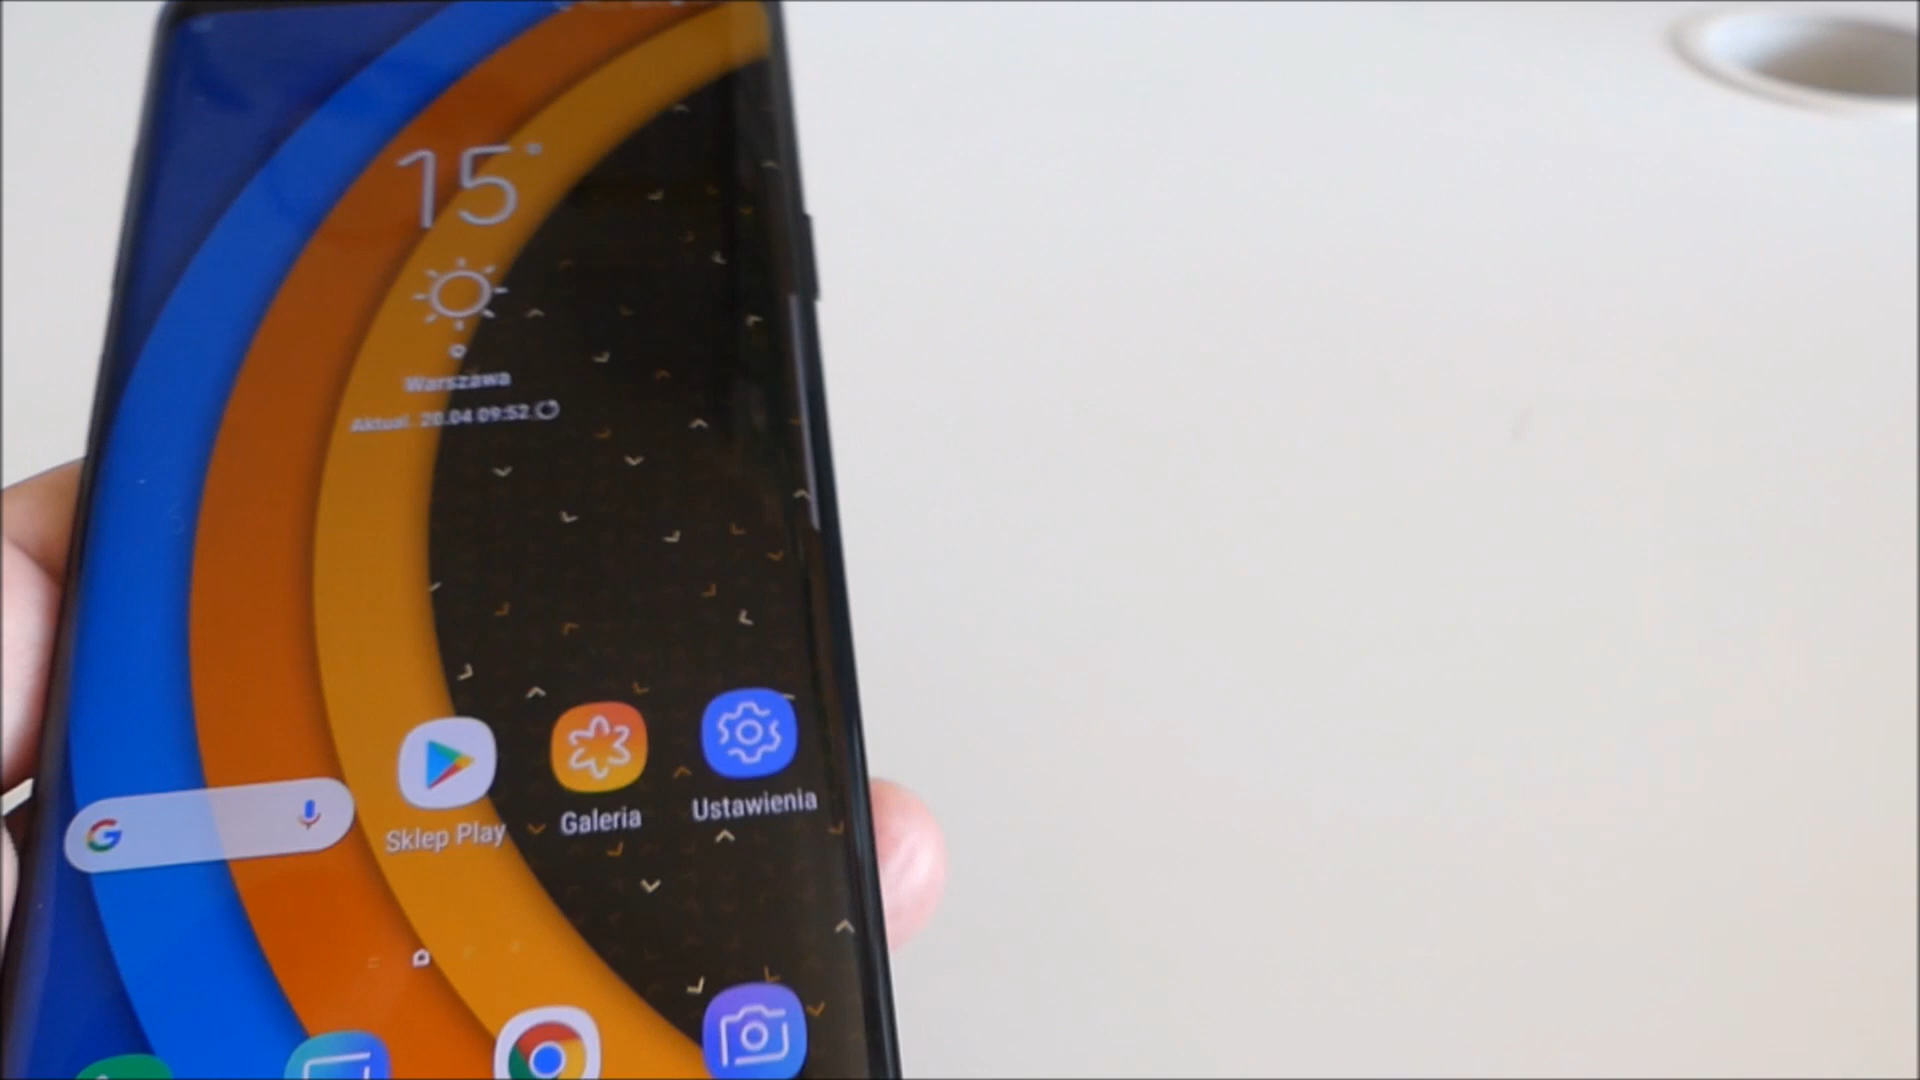 15°
Warszawa
Aktual. 20.04 09:52
G
Sklep Play
Galeria
Ustawienia